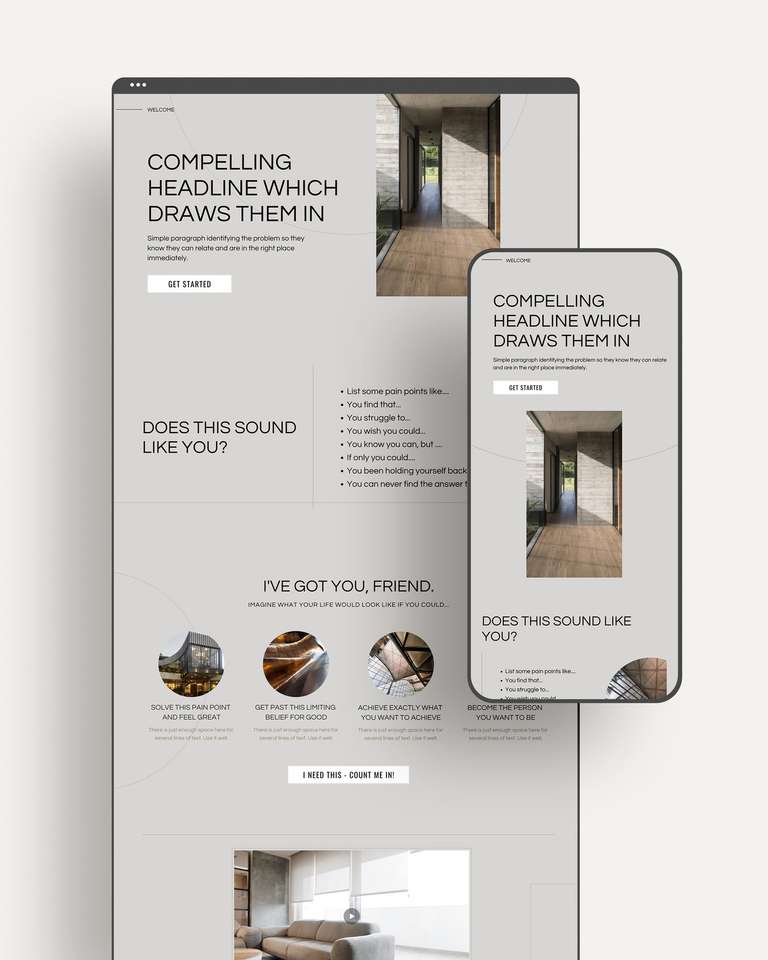 WELCOME
COMPELLING
HEADLINE WHICH
DRAWS THEM IN
Simple paragraph identifying the problem so they
know they can relate and are in the right place
immediately.
GET STARTED
DOES THIS SOUND
LIKE YOU?
• List some pain points like....
• You find that...
• You struggle to...
• You wish you could...
• You know you can, but ....
• If only you could....
• You been holding yourself back
• You can never find the answer
I'VE GOT YOU, FRIEND.
IMAGINE WHAT YOUR LIFE WOULD LOOK LIKE IF YOU COULD...
SOLVE THIS PAIN POINT
AND FEEL GREAT
There is just enough space here for
several lines of text. Use it well.
GET PAST THIS LIMITING
BELIEF FOR GOOD
There is just enough space here for
several lines of text. Use it well.
ACHIEVE EXACTLY WHAT
YOU WANT TO ACHIEVE
There is just enough space here for
several lines of text. Use it well.
BECOME THE PERSON
YOU WANT TO BE
There is just enough space here for
several lines of text. Use it well.
I NEED THIS - COUNT ME IN!
WELCOME
COMPELLING
HEADLINE WHICH
DRAWS THEM IN
Simple paragraph identifying the problem so they know they can relate
and are in the right place immediately.
GET STARTED
DOES THIS SOUND LIKE
YOU?
• List some pain points like....
• You find that...
• You struggle to...
• You wish you could